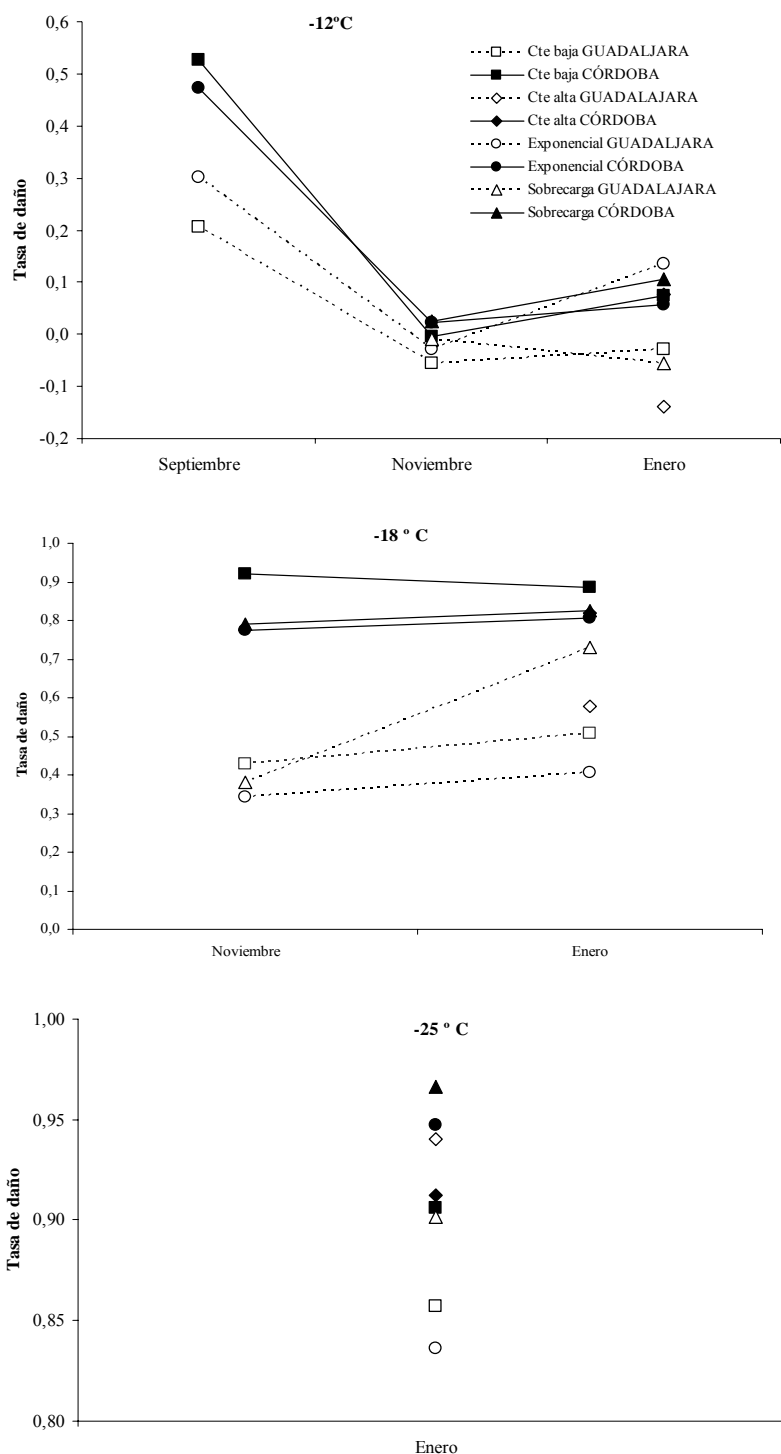 -12ºC
0,6
0,5
0,4
0,3
0,2
0,1
0,0
-0,1
-0,2
Tasa de daño
Cte baja GUADALJARA
Cte baja CÓRDOBA
Cte alta GUADALAJARA
Cte alta CÓRDOBA
Exponencial GUADALJARA
Exponencial CÓRDOBA
Sobrecarga GUADALAJARA
Sobrecarga CÓRDOBA
Septiembre Noviembre Enero
-18 º C
1,0
0,9
0,8
0,7
0,6
0,5
0,4
0,3
0,2
0,1
0,0
Tasa de daño
Noviembre Enero
-25 º C
1,00
0,95
0,90
0,85
0,80
Tasa de daño
Enero